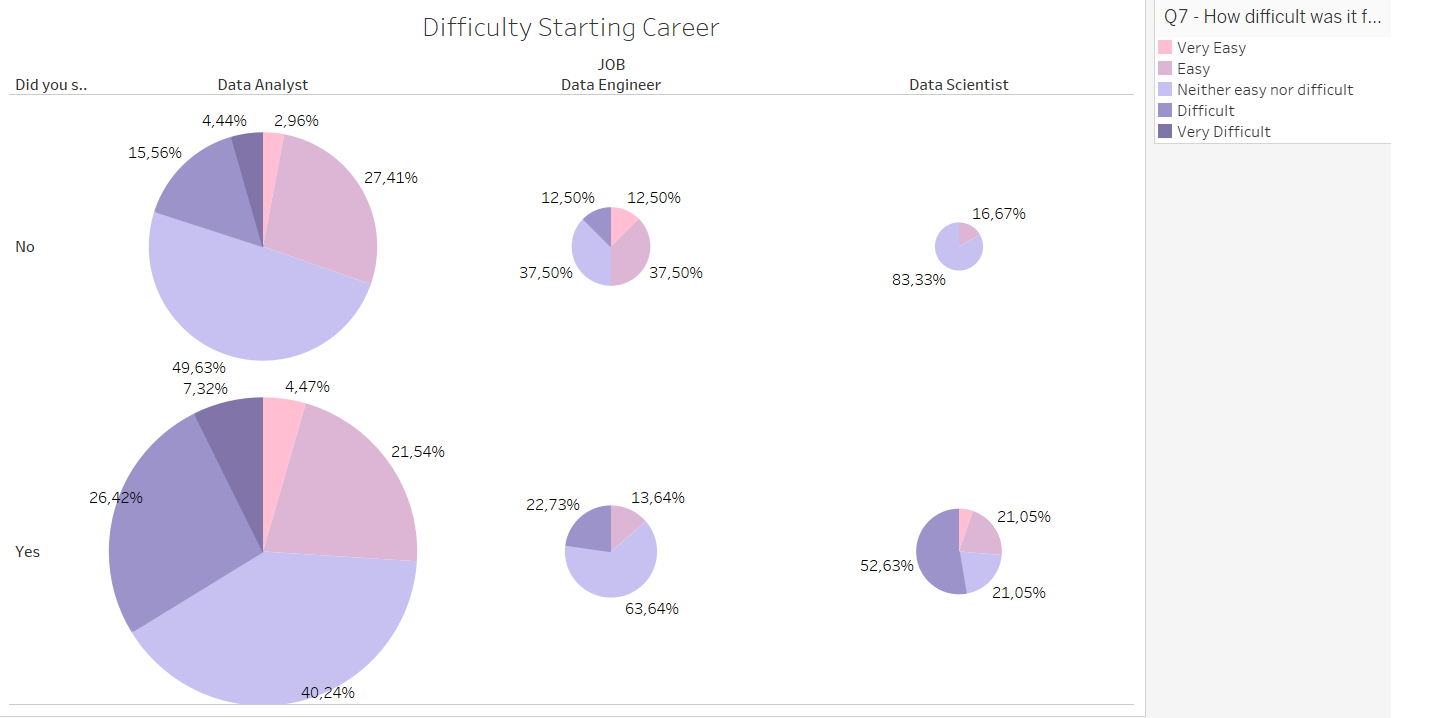 Difficulty Starting Career
Q7 - How difficult was it f...
Very Easy
Easy
Neither easy nor difficult
Difficult
Very Difficult
JOB
Did you s.. Data Analyst Data Engineer Data Scientist
4,44% 2,96%
15,56%
27,41%
12,50% 12,50%
16,67%
No
37,50% 37,50%
83,33%
49,63%
7,32% 4,47%
21,54%
26,42%
22,73% 13,64%
21,05%
Yes
52,63%
21,05%
63,64%
40,24%